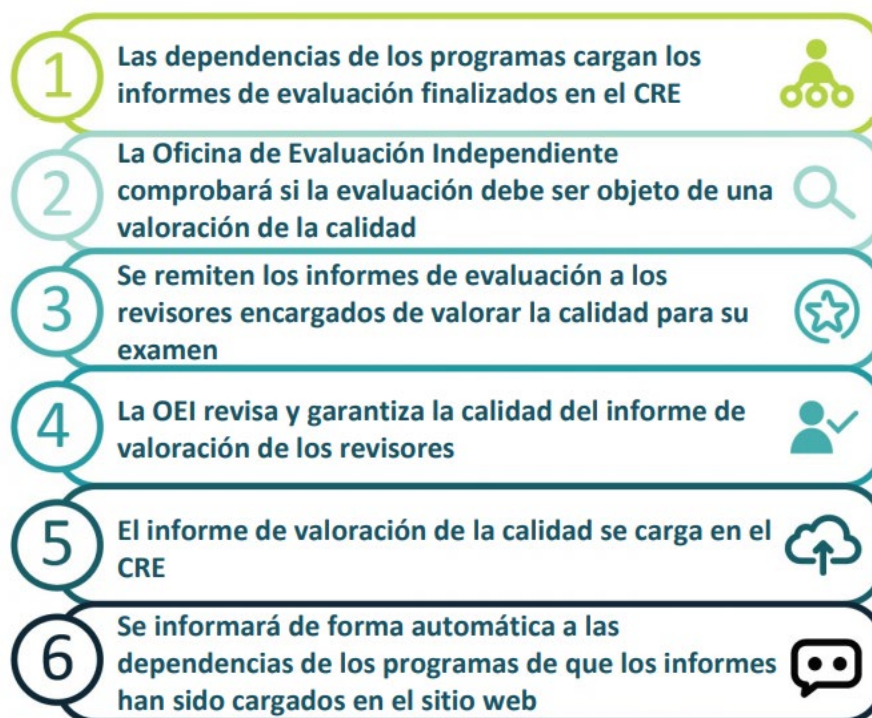 1
Las dependencias de los programas cargan los
informes de evaluación finalizados en el CRE
2
La Oficina de Evaluación Independiente
comprobará si la evaluación debe ser objeto de una
valoración de la calidad
3
Se remiten los informes de evaluación a los
revisores encargados de valorar la calidad para su
examen
4
La OEI revisa y garantiza la calidad del informe de
valoración de los revisores
5
El informe de valoración de la calidad se carga en el
CRE
6
Se informará de forma automática a las
dependencias de los programas de que los informes
han sido cargados en el sitio web